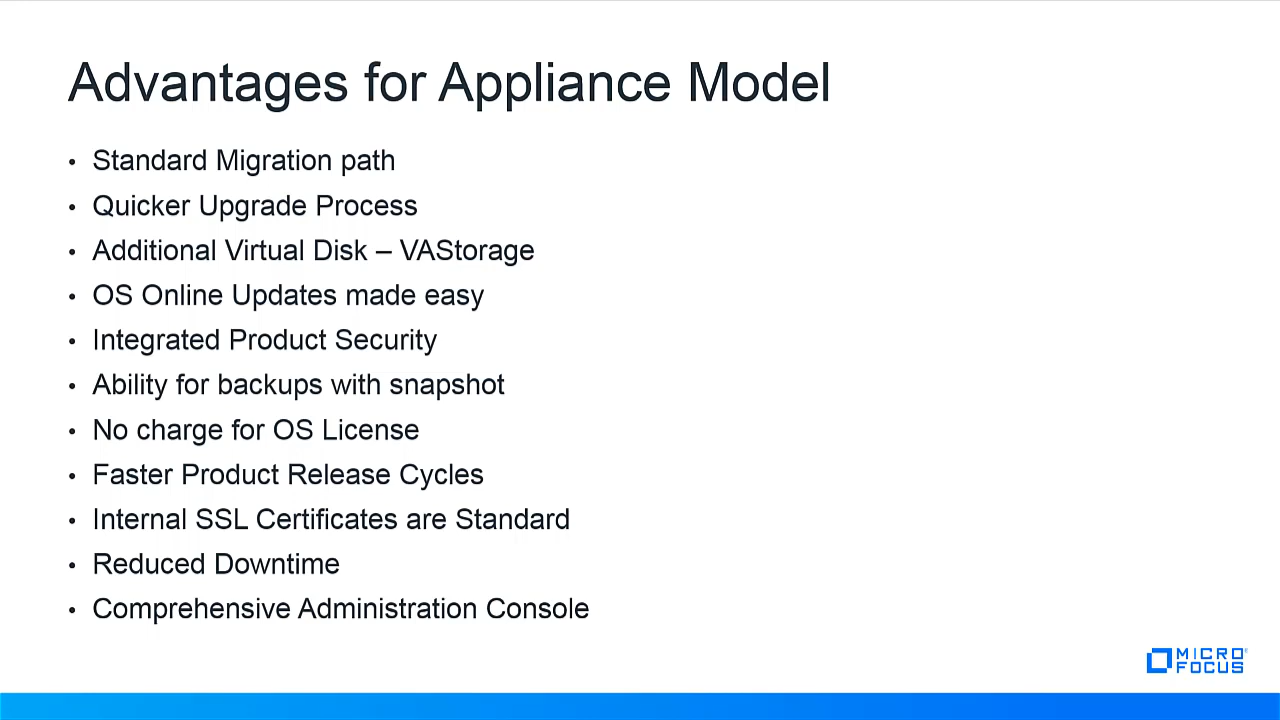 Advantages for Appliance Model
• Standard Migration path
• Quicker Upgrade Process
• Additional Virtual Disk – VAStorage
• OS Online Updates made easy
• Integrated Product Security
• Ability for backups with snapshot
• No charge for OS License
• Faster Product Release Cycles
• Internal SSL Certificates are Standard
• Reduced Downtime
• Comprehensive Administration Console
MICRO
FOCUS